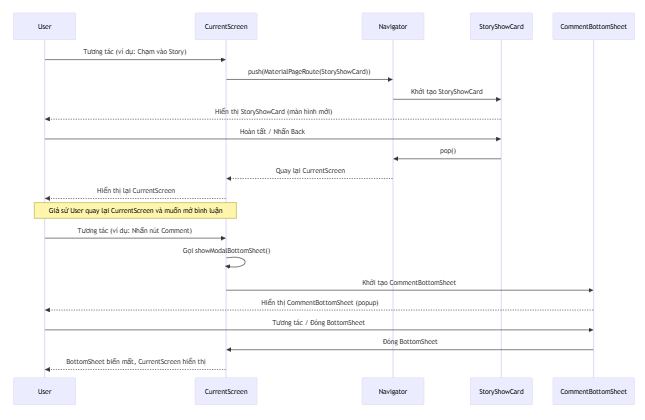 User
CurrentScreen
Navigator
StoryShowCard
CommentBottomSheet
Tương tác (ví dụ: Chạm vào Story)
push(MaterialPageRoute(StoryShowCard))
Khởi tạo StoryShowCard
Hiển thị StoryShowCard (màn hình mới)
Hoàn tất / Nhấn Back
pop()
Quay lại CurrentScreen
Hiển thị lại CurrentScreen
Giả sử User quay lại CurrentScreen và muốn mở bình luận
Tương tác (ví dụ: Nhấn nút Comment)
Gọi showModalBottomSheet()
Khởi tạo CommentBottomSheet
Hiển thị CommentBottomSheet (popup)
Tương tác / Đóng BottomSheet
Đóng BottomSheet
BottomSheet biến mất, CurrentScreen hiển thị
User
CurrentScreen
Navigator
StoryShowCard
CommentBottomSheet